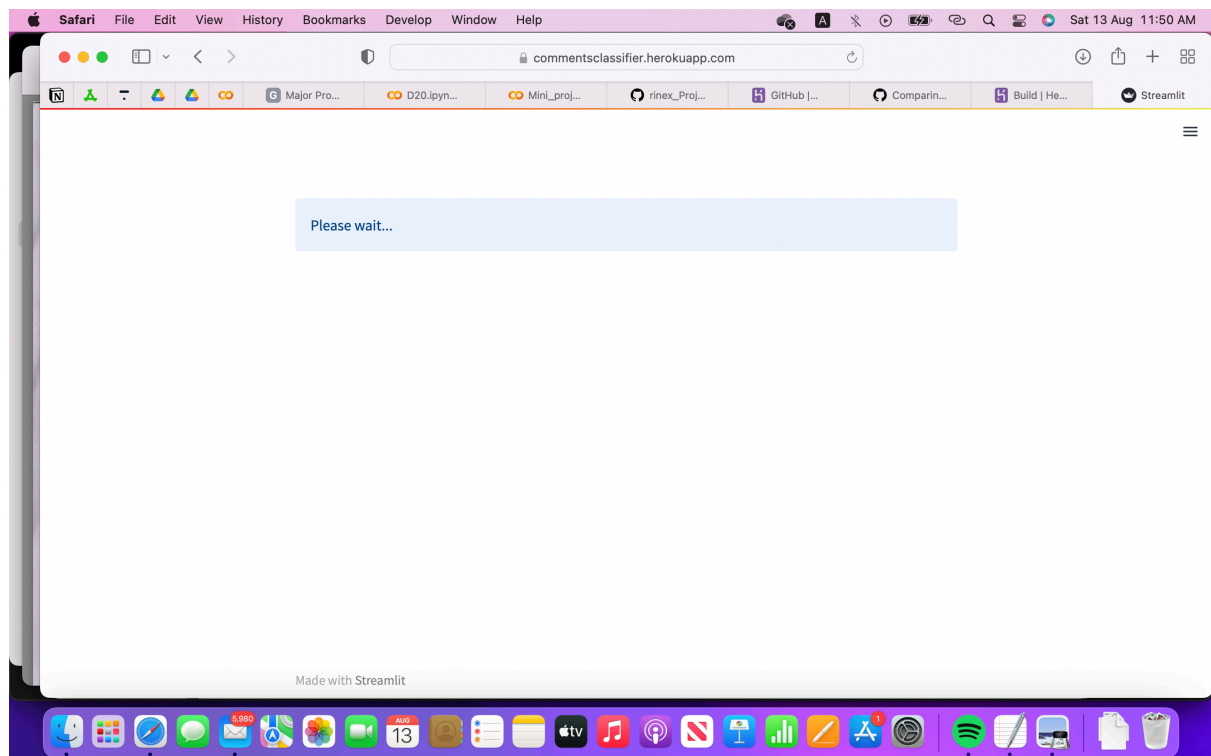 Safari File Edit View History Bookmarks Develop Window Help A Sat 13 Aug 11:50 AM
commentsclassifier.herokuapp.com
G Major Pro... D20.ipyn... Mini_proj... rinex_Proj... GitHub |... Comparin... Build | He... Streamlit
Please wait...
Made with Streamlit
5,980
AUG
13
tv
1